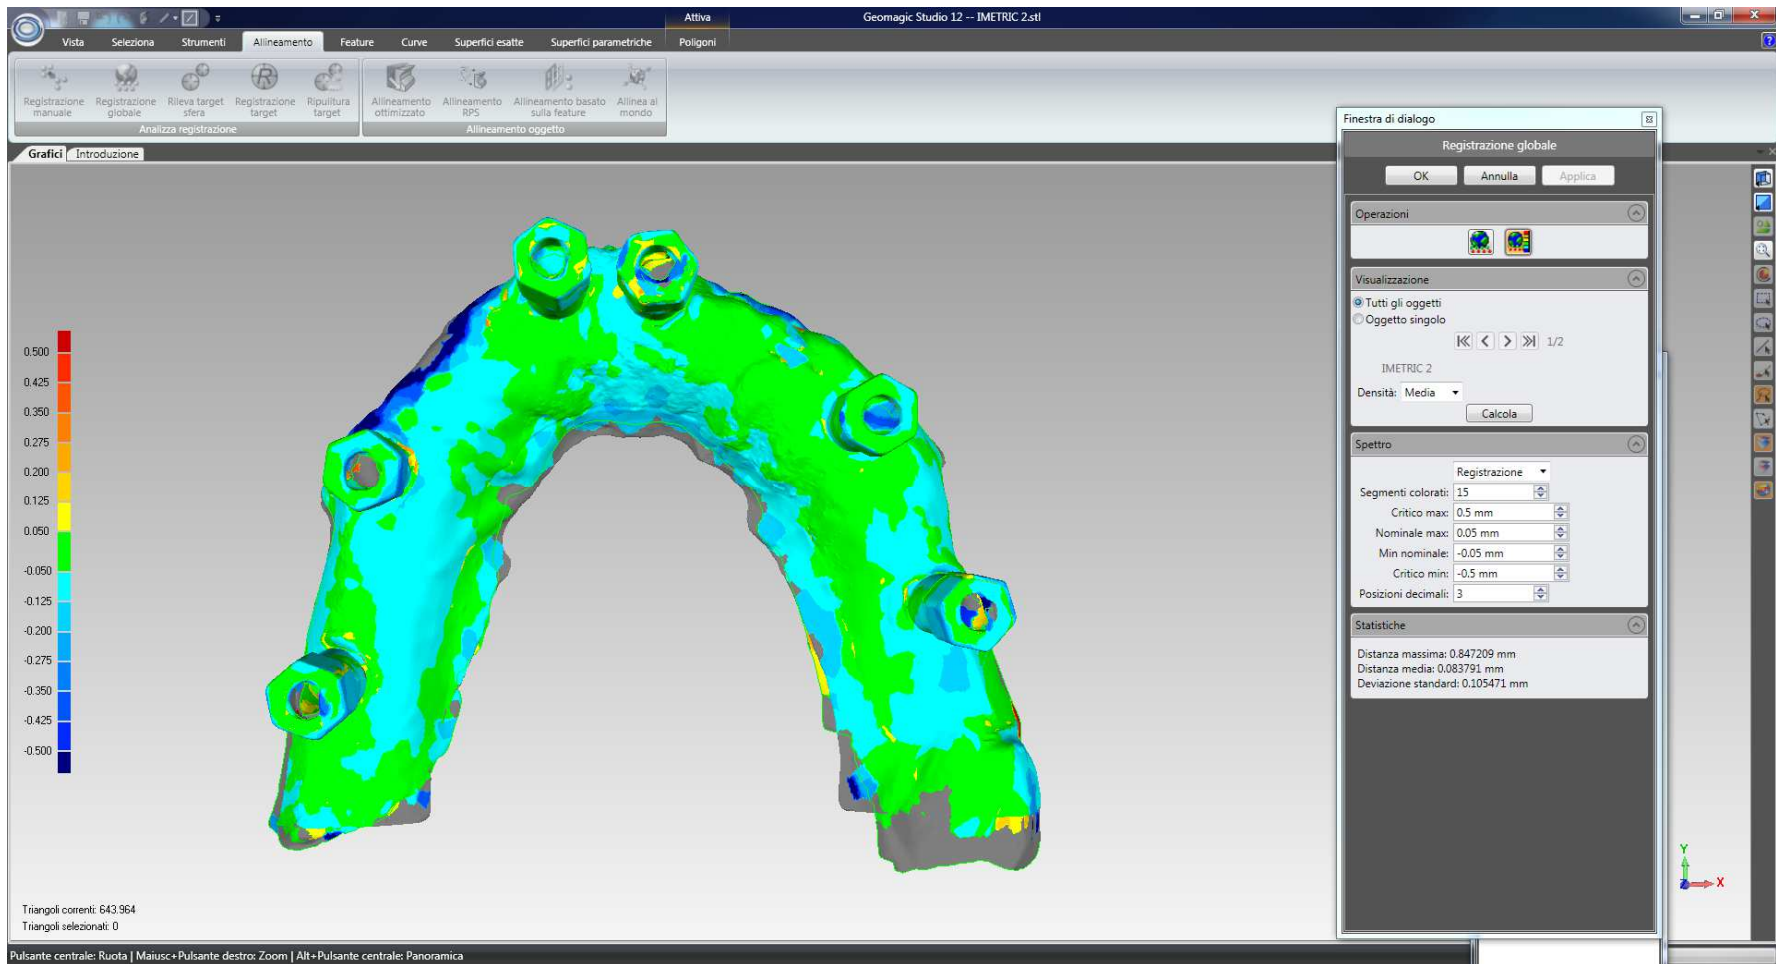 Attiva
Geomagic Studio 12 -- IMETRIC 2.stl
Vista
Seleziona
Strumenti
Allineamento
Feature
Curve
Superfici esatte
Superfici parametriche
Poligoni
Registrazione manuale
Registrazione globale
Rileva target sfera
Registrazione target
Ripulitura target
Allineamento ottimizzato
Allineamento RPS
Allineamento basato sulla feature
Allinea al mondo
Analizza registrazione
Allineamento oggetto
Grafici
Introduzione
0.500
0.425
0.350
0.275
0.200
0.125
0.050
-0.050
-0.125
-0.200
-0.275
-0.350
-0.425
-0.500
Finestra di dialogo
Registrazione globale
OK
Annulla
Applica
Operazioni
Visualizzazione
Tutti gli oggetti
Oggetto singolo
1/2
IMETRIC 2
Densità: Media
Calcola
Spettro
Registrazione
Segmenti colorati: 15
Critico max: 0.5 mm
Nominale max: 0.05 mm
Min nominale: -0.05 mm
Critico min: -0.5 mm
Posizioni decimali: 3
Statistiche
Distanza massima: 0.847209 mm
Distanza media: 0.083791 mm
Deviazione standard: 0.105471 mm
Y
Z
X
Triangoli correnti: 643.964
Triangoli selezionati: 0
Pulsante centrale: Ruota | Maiusc+Pulsante destro: Zoom | Alt+Pulsante centrale: Panoramica